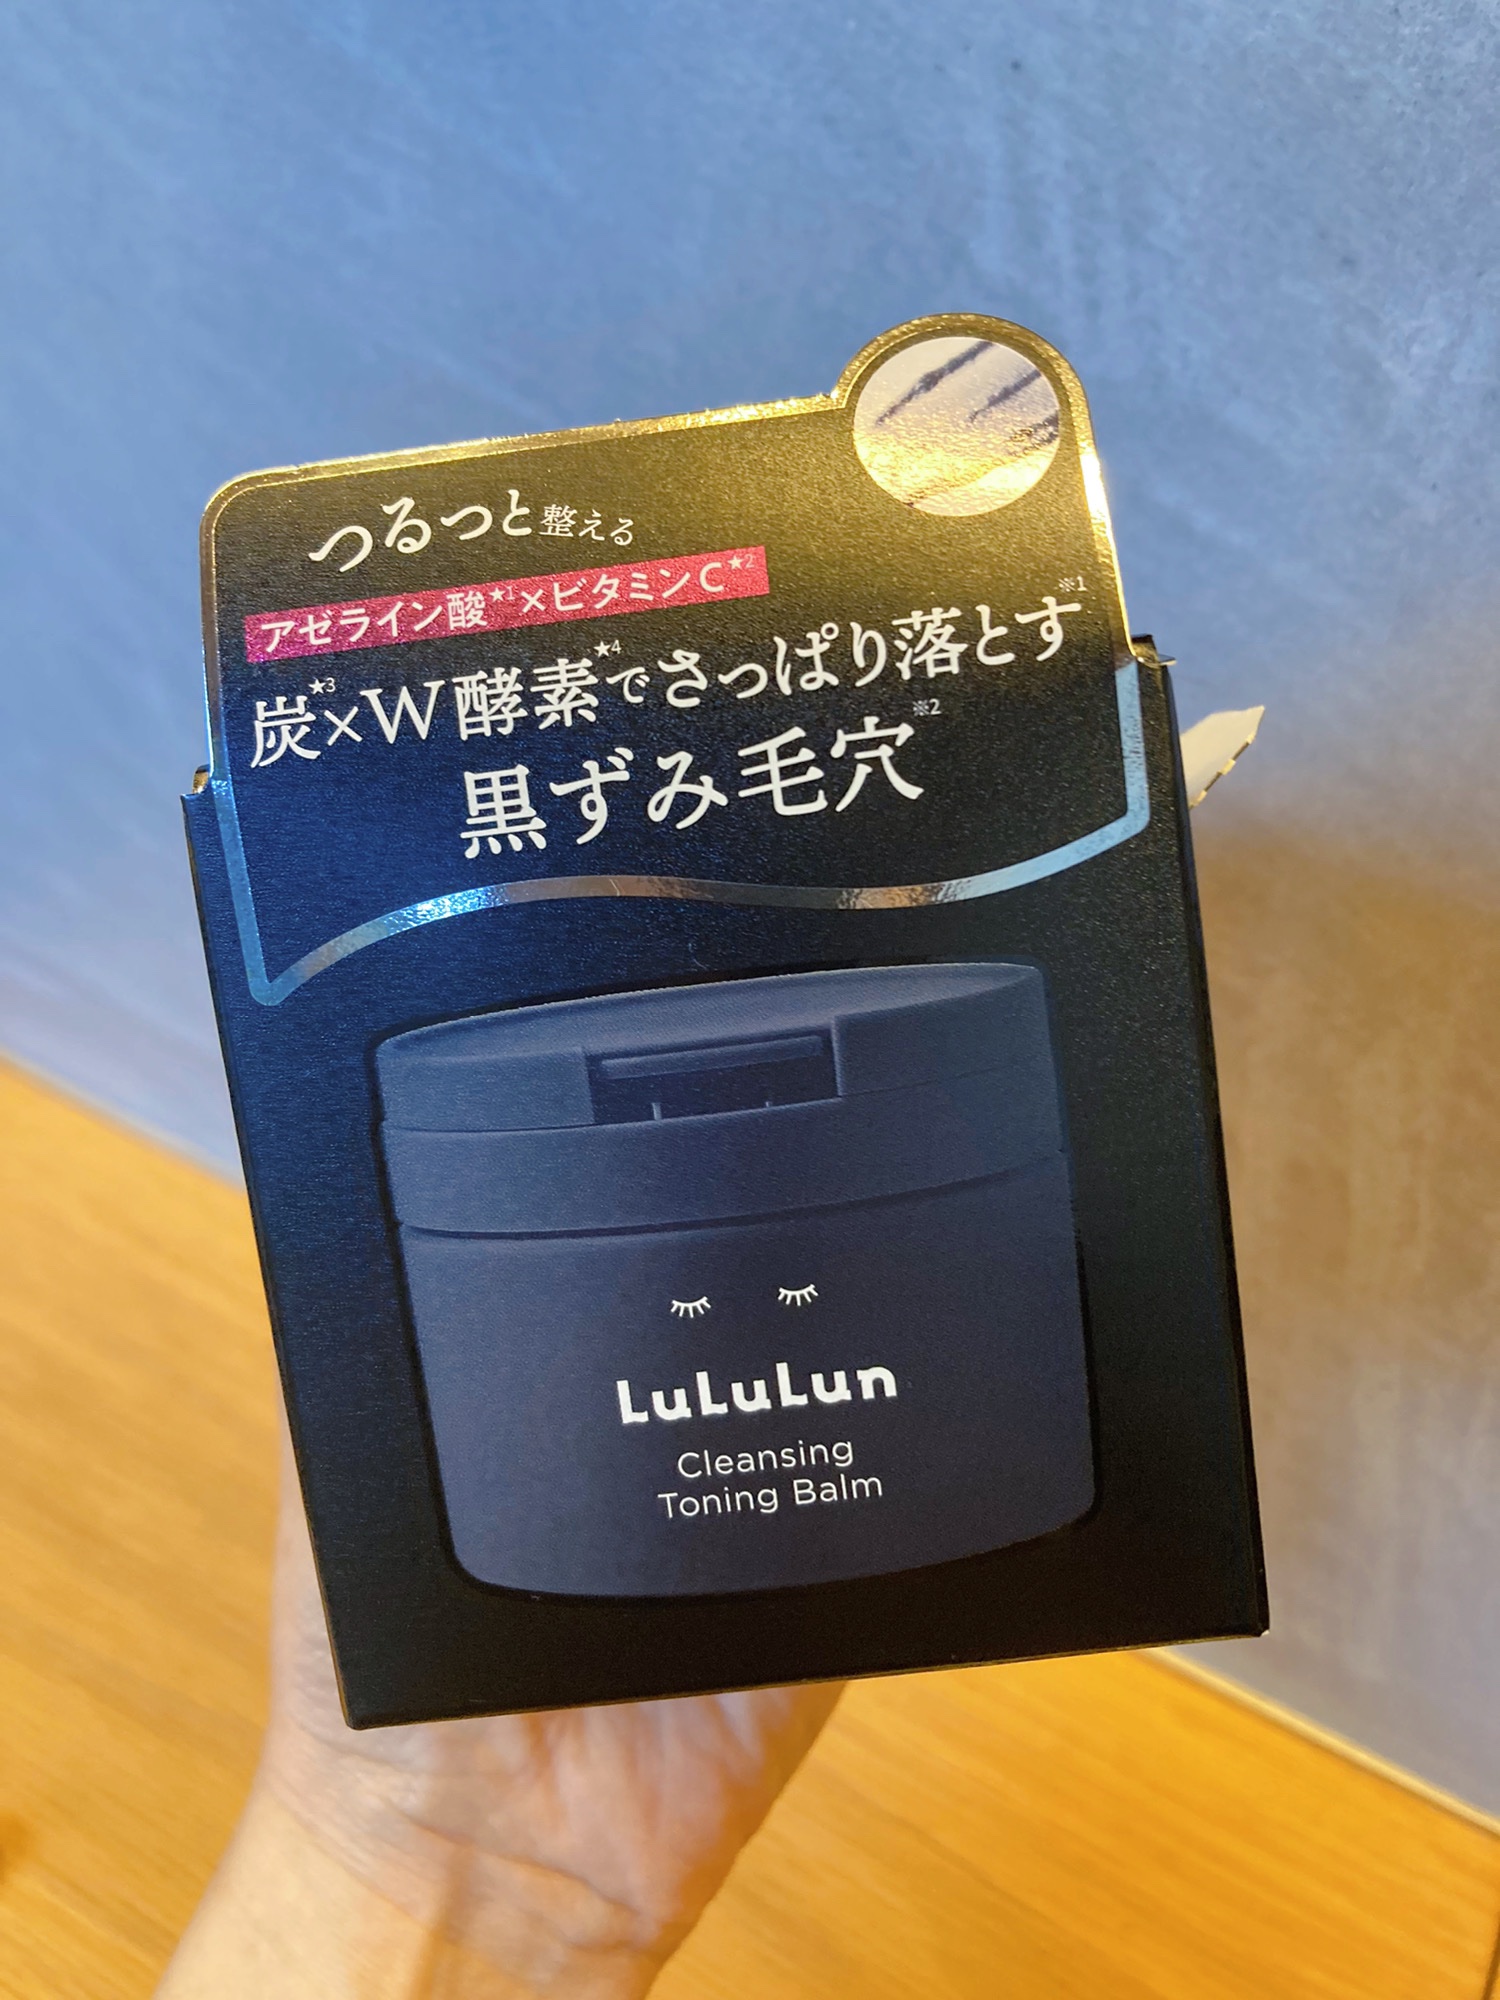 つるっと整える
アゼライン酸★1×ビタミンC★2
炭★3×W酵素★4でさっぱり落とす※1
黒ずみ毛穴※2
LuLuLun
Cleansing
Toning Balm